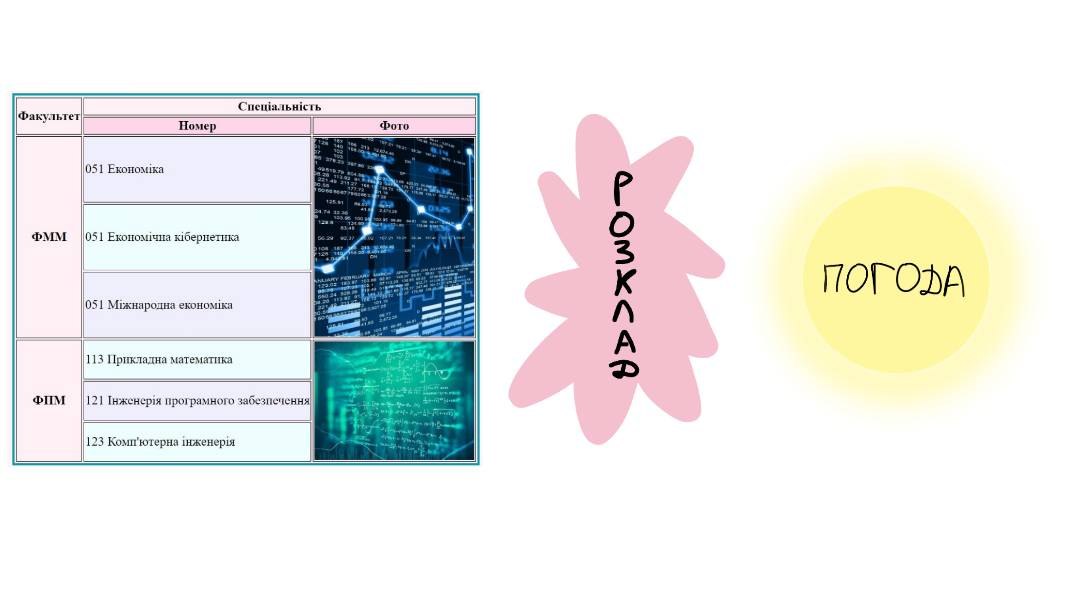 Факультет
Спеціальність
Номер
Фото
ФММ
051 Економіка
051 Економічна кібернетика
051 Міжнародна економіка
ФПМ
113 Прикладна математика
121 Інженерія програмного забезпечення
123 Комп'ютерна інженерія
РОЗКЛАД
ПОГОДА